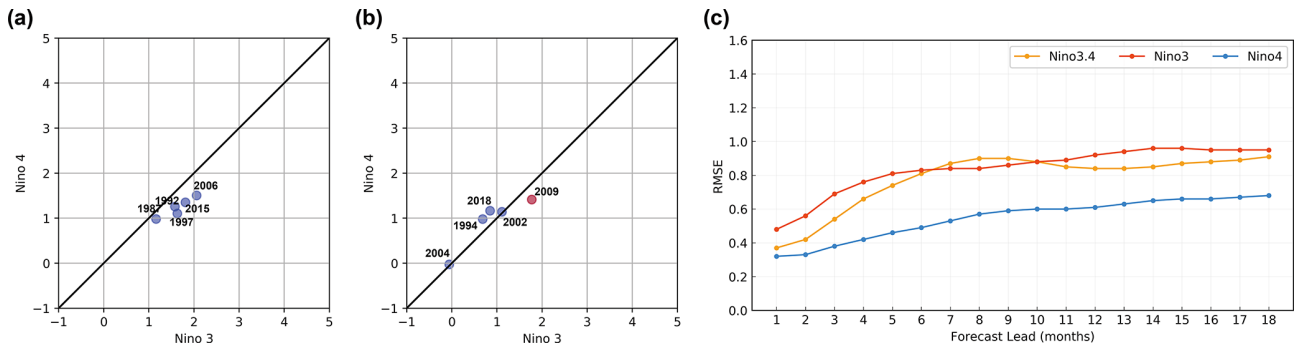 (a)
5
4
3
2
1
0
−1
−1 0 1 2 3 4 5
Nino 4
Nino 3
2006
1992
1987
2015
1997
(b)
5
4
3
2
1
0
−1
−1 0 1 2 3 4 5
Nino 4
Nino 3
2009
2018
1994
2002
2004
(c)
Nino3.4 Nino3 Nino4
1.6
1.4
1.2
1.0
0.8
0.6
0.4
0.2
0.0
RMSE
1 2 3 4 5 6 7 8 9 10 11 12 13 14 15 16 17 18
Forecast Lead (months)